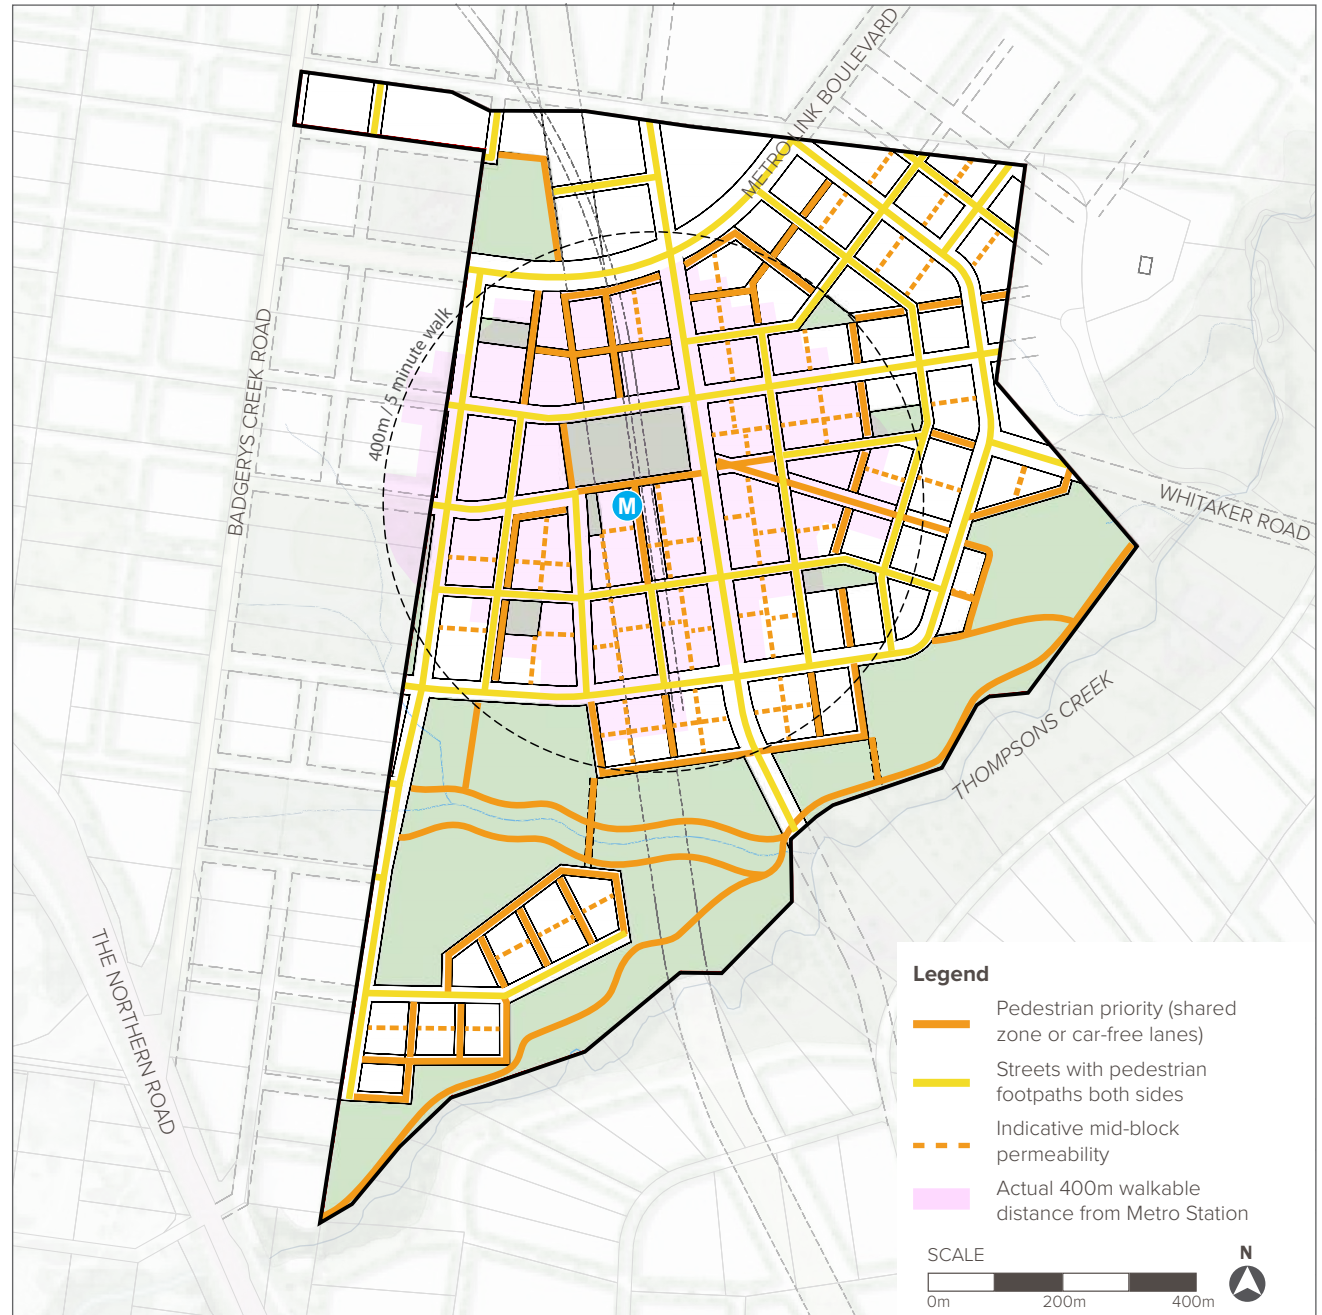 METRO LINK BOULEVARD
400m / 5 minute walk
BADGERYS CREEK ROAD
M
WHITAKER ROAD
THOMPSONS CREEK
THE NORTHERN ROAD
Legend
Pedestrian priority (shared
zone or car-free lanes)
Streets with pedestrian
footpaths both sides
Indicative mid-block
permeability
Actual 400m walkable
distance from Metro Station
SCALE
N
0m
200m
400m